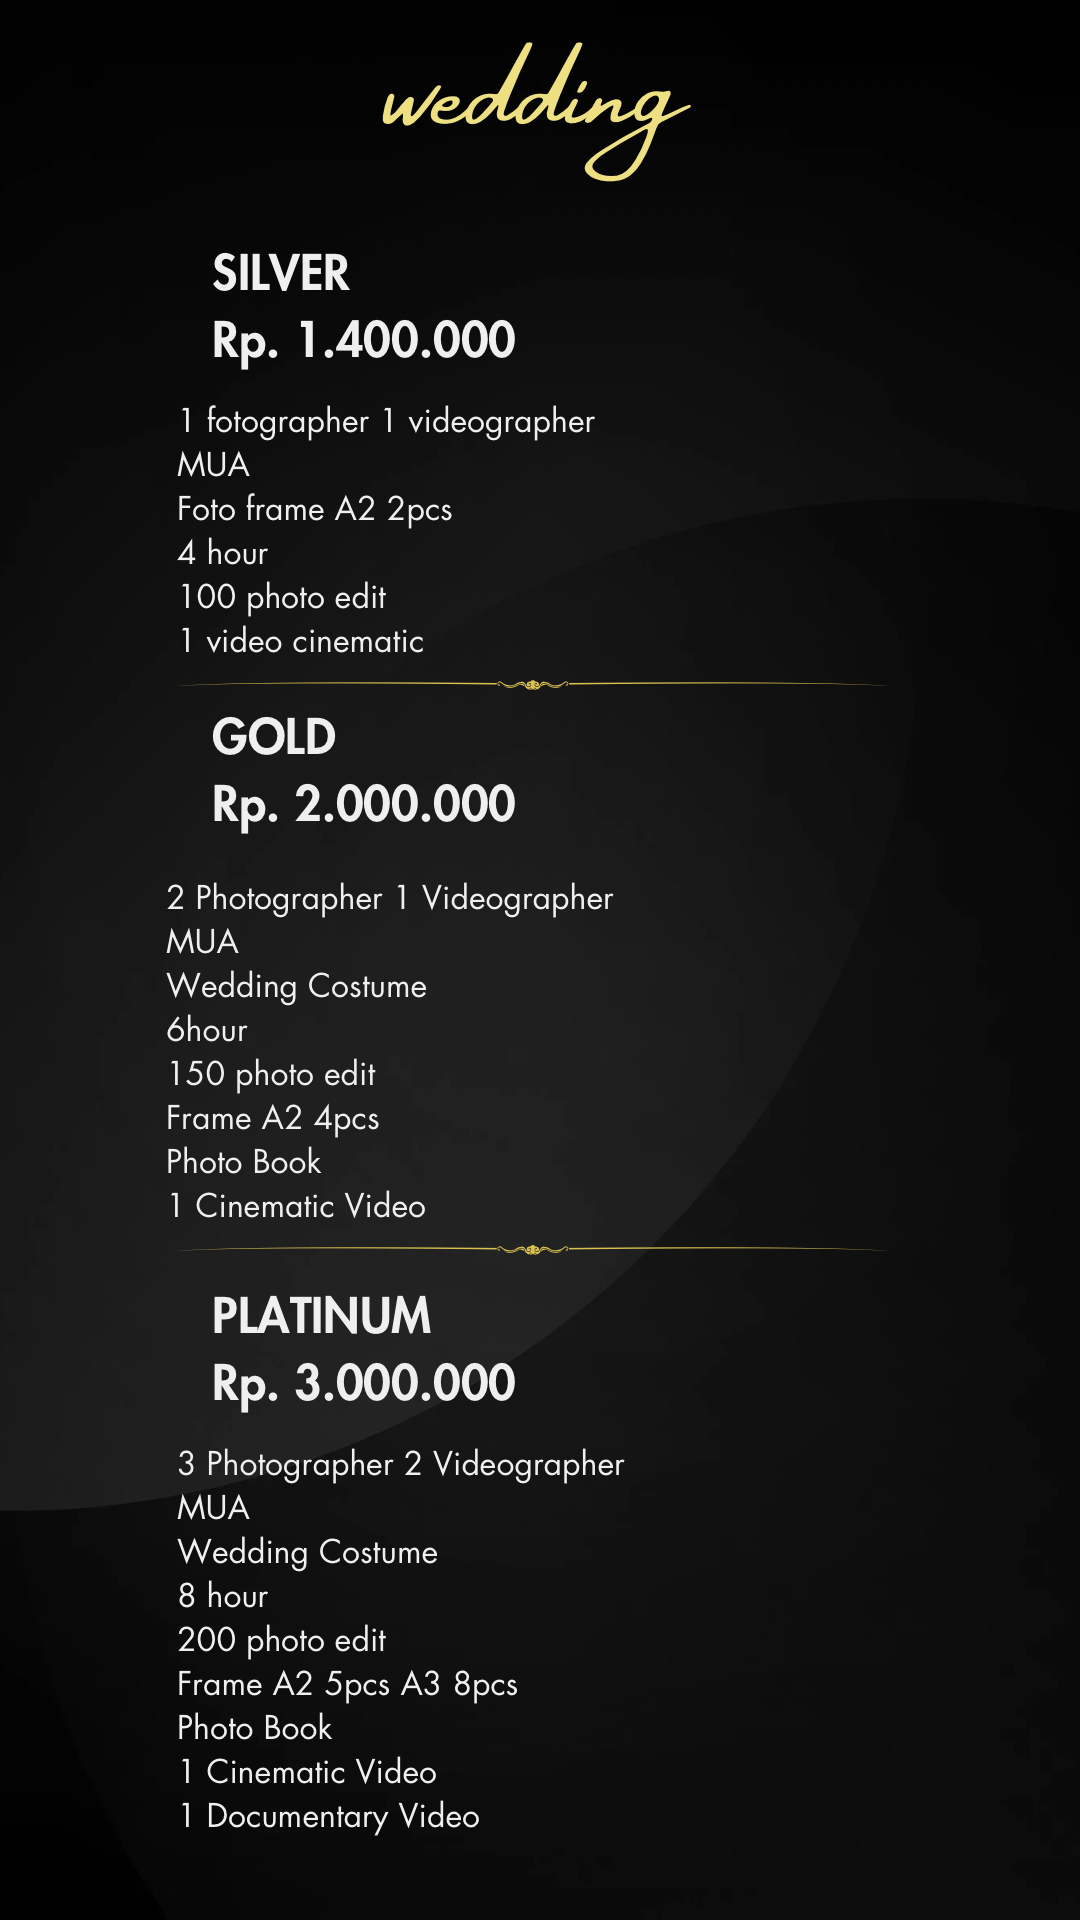 wedding
SILVER
Rp. 1.400.000
1 fotographer 1 videographer
MUA
Foto frame A2 2pcs
4 hour
100 photo edit
1 video cinematic
GOLD
Rp. 2.000.000
2 Photographer 1 Videographer
MUA
Wedding Costume
6hour
150 photo edit
Frame A2 4pcs
Photo Book
1 Cinematic Video
PLATINUM
Rp. 3.000.000
3 Photographer 2 Videographer
MUA
Wedding Costume
8 hour
200 photo edit
Frame A2 5pcs A3 8pcs
Photo Book
1 Cinematic Video
1 Documentary Video